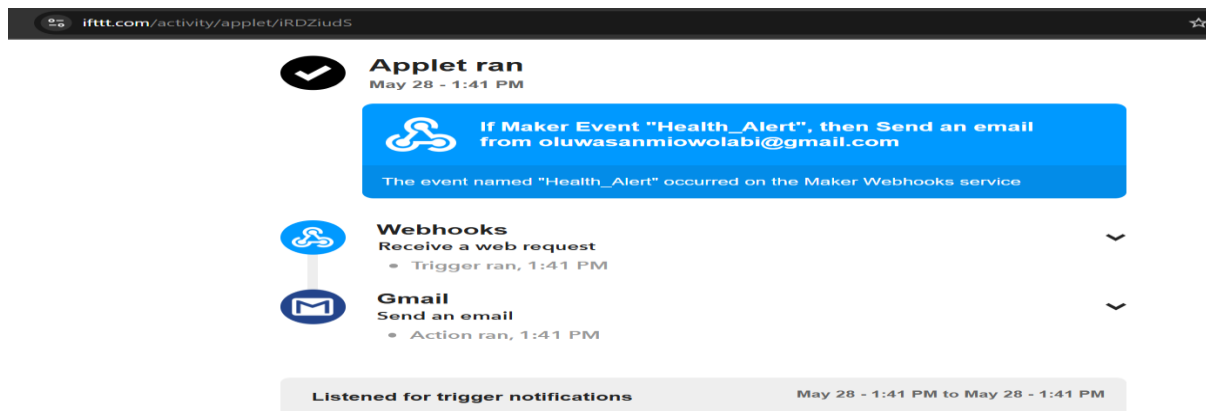 ifttt.com/activity/applet/iRDZiudS
Applet ran
May 28 - 1:41 PM
If Maker Event "Health_Alert", then Send an email
from oluwasanmiowolabi@gmail.com
The event named "Health_Alert" occurred on the Maker Webhooks service
Webhooks
Receive a web request
• Trigger ran, 1:41 PM
Gmail
Send an email
• Action ran, 1:41 PM
Listened for trigger notifications May 28 - 1:41 PM to May 28 - 1:41 PM